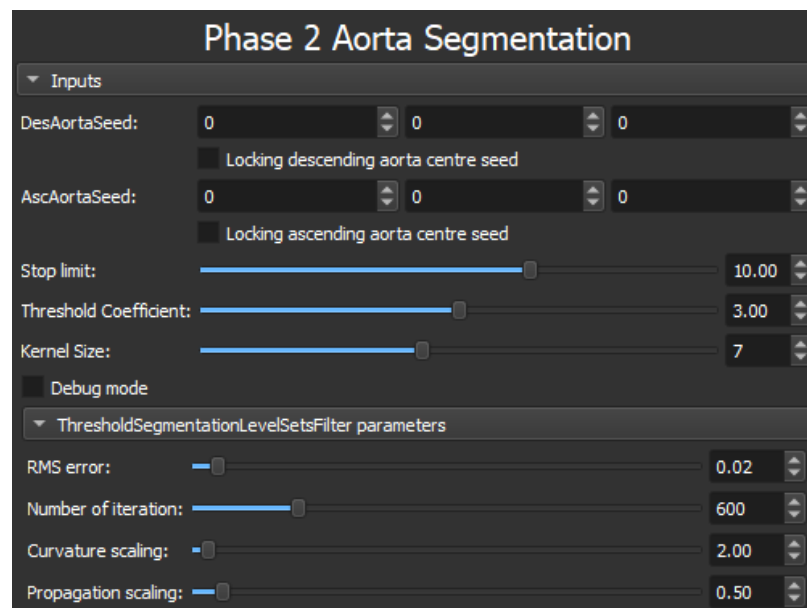 Phase 2 Aorta Segmentation
Inputs
DesAortaSeed: 0 0 0
Locking descending aorta centre seed
AscAortaSeed: 0 0 0
Locking ascending aorta centre seed
Stop limit: 10.00
Threshold Coefficient: 3.00
Kernel Size: 7
Debug mode
ThresholdSegmentationLevelSetsFilter parameters
RMS error: 0.02
Number of iteration: 600
Curvature scaling: 2.00
Propagation scaling: 0.50